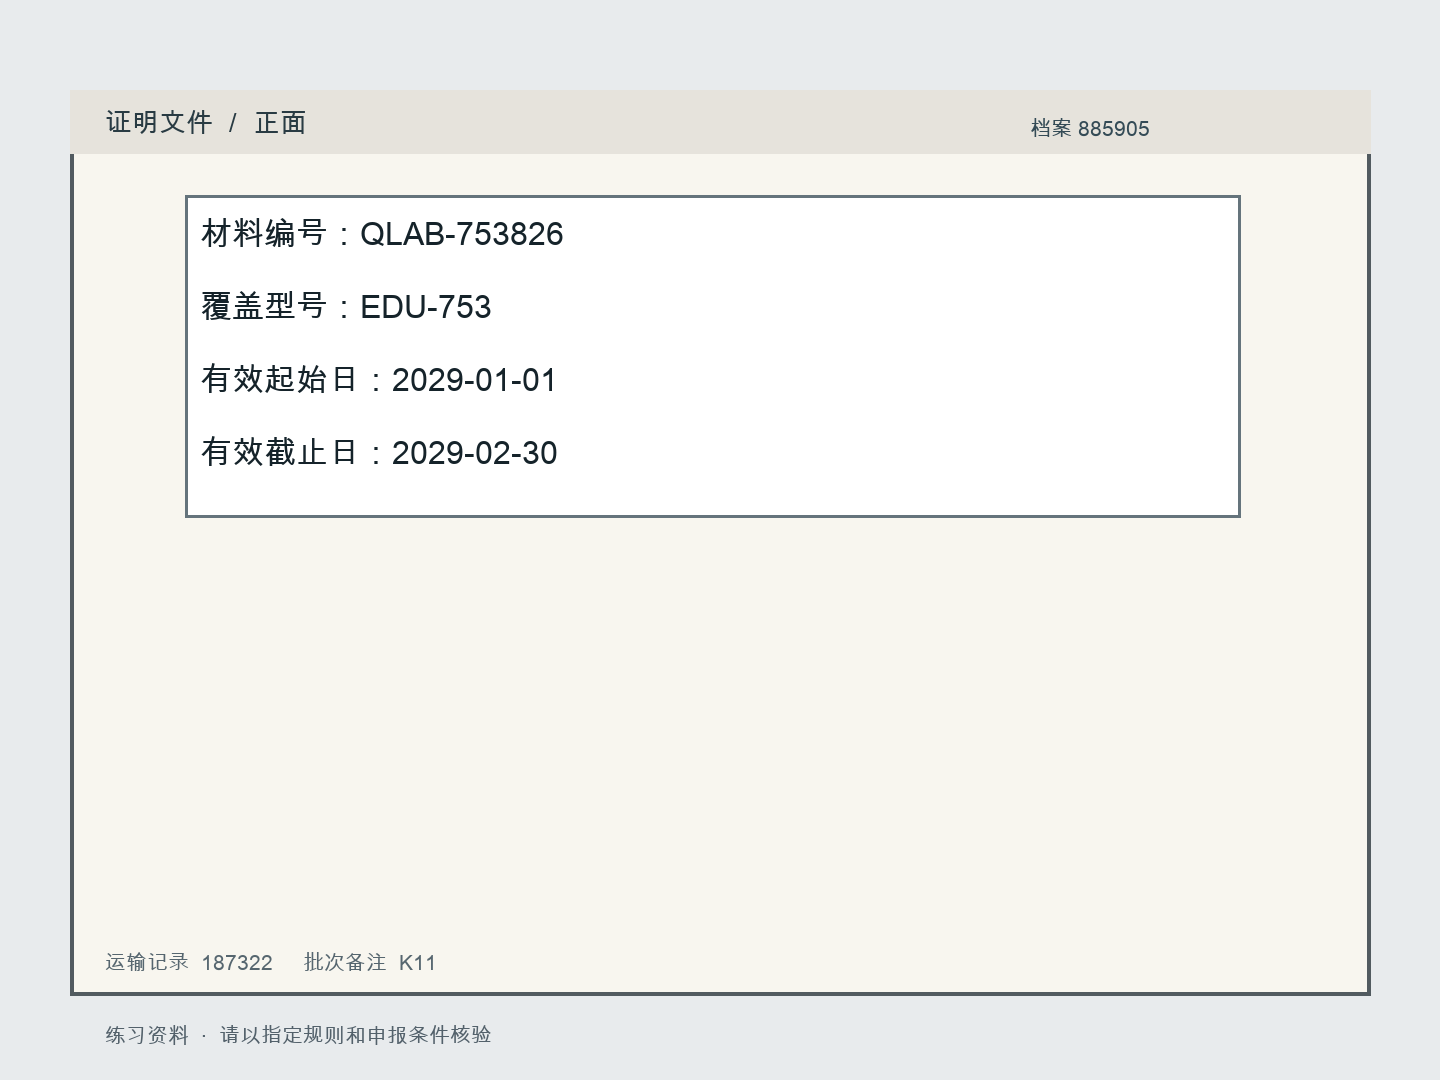 证明文件 / 正面
档案 885905
材料编号：QLAB-753826
覆盖型号：EDU-753
有效起始日：2029-01-01
有效截止日：2029-02-30
运输记录 187322 批次备注 K11
练习资料 · 请以指定规则和申报条件核验